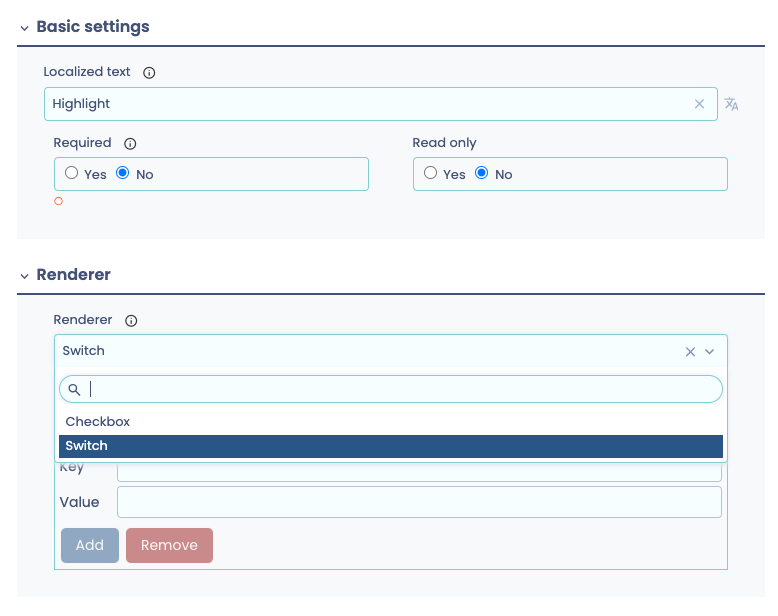 Basic settings
Localized text
Highlight
Required
Read only
Yes No
Yes No
Renderer
Renderer
Switch
Checkbox
Switch
Key
Value
Add Remove